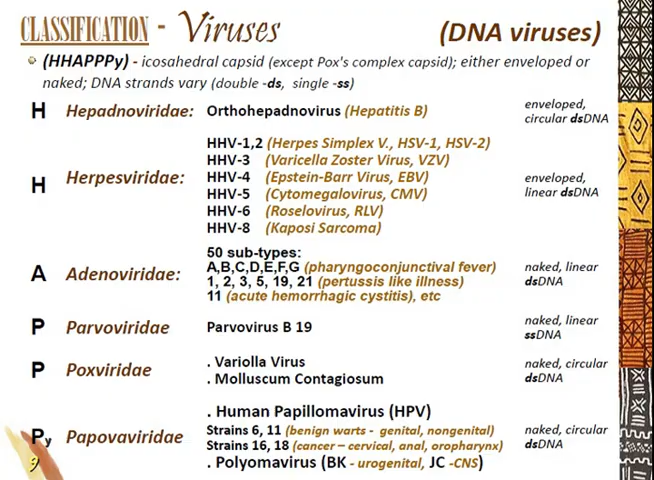 CLASSIFICATION - Viruses (DNA viruses)
(HHAPPPy) - icosahedral capsid (except Pox's complex capsid); either enveloped or
naked; DNA strands vary (double -ds, single -ss)
H Hepadnoviridae: Orthohepadnovirus (Hepatitis B) enveloped,
circular dsDNA
HHV-1,2 (Herpes Simplex V., HSV-1, HSV-2)
HHV-3 (Varicella Zoster Virus, VZV)
H Herpesviridae: HHV-4 (Epstein-Barr Virus, EBV) enveloped,
HHV-5 (Cytomegalovirus, CMV) linear dsDNA
HHV-6 (Roselovirus, RLV)
HHV-8 (Kaposi Sarcoma)
50 sub-types:
A Adenoviridae: A,B,C,D,E,F,G (pharyngoconjunctival fever) naked, linear
1, 2, 3, 5, 19, 21 (pertussis like illness) dsDNA
11 (acute hemorrhagic cystitis), etc
P Parvoviridae Parvovirus B 19 naked, linear
ssDNA
P Poxviridae . Variolla Virus naked, circular
. Molluscum Contagiosum dsDNA
. Human Papillomavirus (HPV)
Py Papovaviridae Strains 6, 11 (benign warts - genital, nongenital) naked, circular
Strains 16, 18 (cancer – cervical, anal, oropharynx) dsDNA
9 . Polyomavirus (BK - urogenital, JC -CNS)